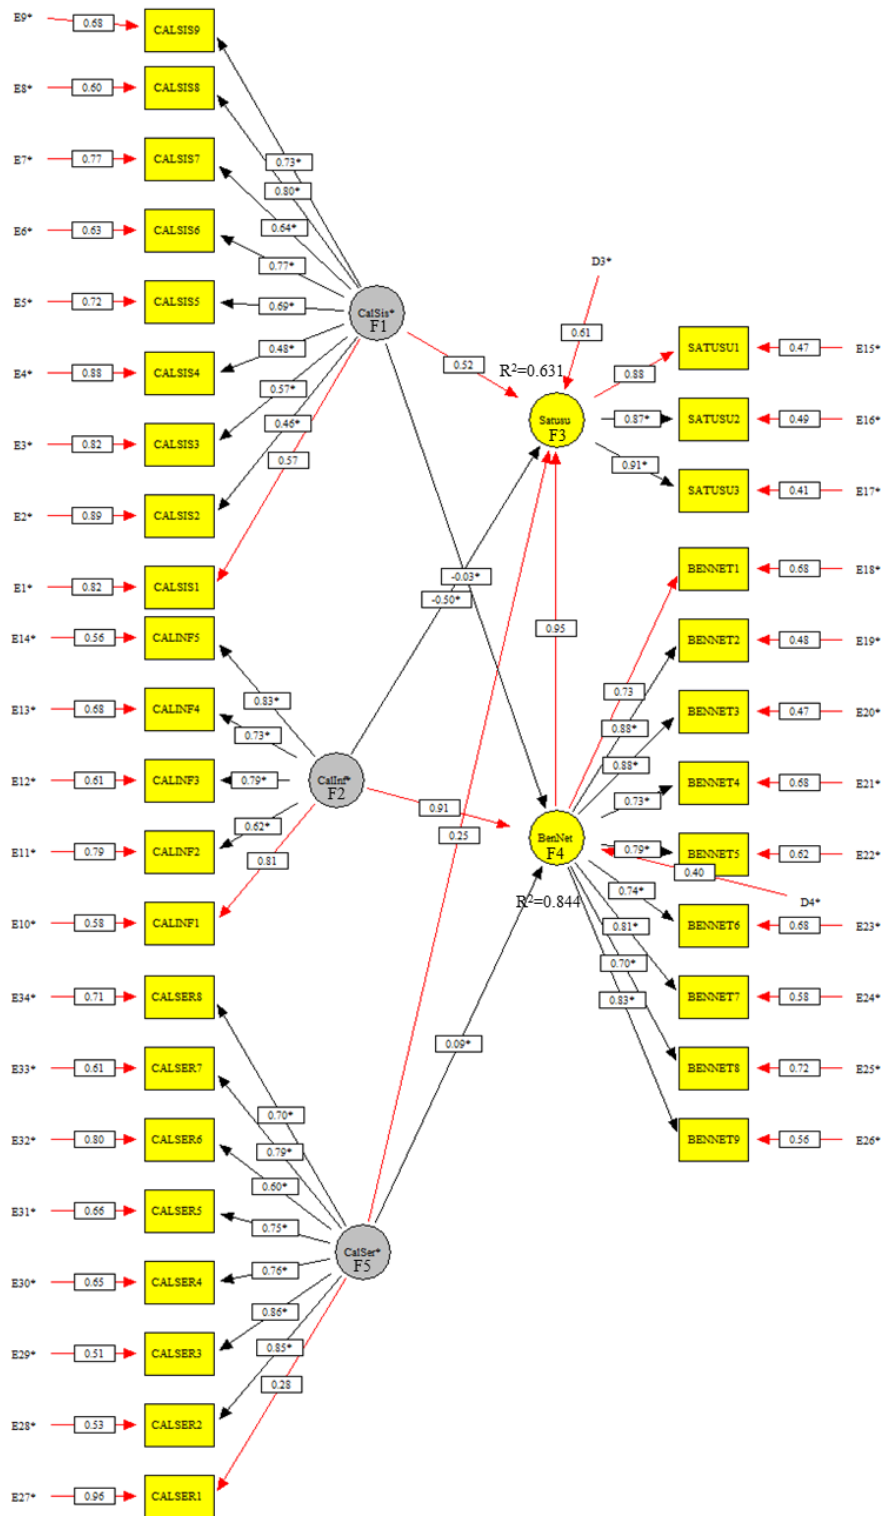 E9* 0.68 CALSIS9
E8* 0.60 CALSIS8
E7* 0.77 CALSIS7
E6* 0.63 CALSIS6
E5* 0.72 CALSIS5
E4* 0.88 CALSIS4
E3* 0.82 CALSIS3
E2* 0.89 CALSIS2
E1* 0.82 CALSIS1
0.73*
0.80*
0.64*
0.77*
0.69*
0.48*
0.57*
0.46*
0.57
CalSis*
F1
E14* 0.56 CALINF5
E13* 0.68 CALINF4
E12* 0.61 CALINF3
E11* 0.79 CALINF2
E10* 0.58 CALINF1
0.83*
0.73*
0.79*
0.62*
0.81
CalInf*
F2
E34* 0.71 CALSER8
E33* 0.61 CALSER7
E32* 0.80 CALSER6
E31* 0.66 CALSER5
E30* 0.65 CALSER4
E29* 0.51 CALSER3
E28* 0.53 CALSER2
E27* 0.96 CALSER1
0.70*
0.79*
0.60*
0.75*
0.76*
0.86*
0.85*
0.28
CalSer*
F5
0.52
-0.03*
-0.50*
0.95
0.91
0.25
0.09*
D3*
0.61
R²=0.631
Satusu
F3
0.88
0.87*
0.91*
SATUSU1 0.47 E15*
SATUSU2 0.49 E16*
SATUSU3 0.41 E17*
BenNet
F4
R²=0.844
0.40
D4*
0.73
0.88*
0.88*
0.73*
0.79*
0.74*
0.81*
0.70*
0.83*
BENNET1 0.68 E18*
BENNET2 0.48 E19*
BENNET3 0.47 E20*
BENNET4 0.68 E21*
BENNET5 0.62 E22*
BENNET6 0.68 E23*
BENNET7 0.58 E24*
BENNET8 0.72 E25*
BENNET9 0.56 E26*